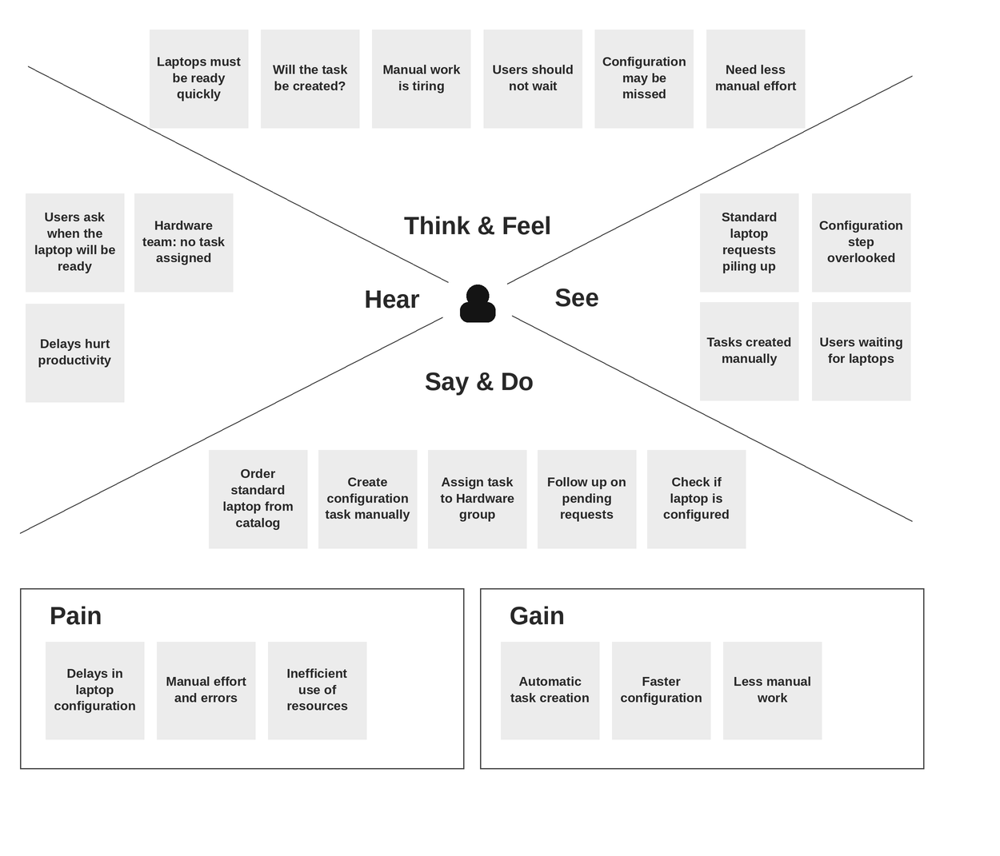 Laptops must
be ready
quickly
Will the task
be created?
Manual work
is tiring
Users should
not wait
Configuration
may be
missed
Need less
manual effort
Users ask
when the
laptop will be
ready
Hardware
team: no task
assigned
Delays hurt
productivity
Think & Feel
Hear
See
Say & Do
Standard
laptop
requests
piling up
Configuration
step
overlooked
Tasks created
manually
Users waiting
for laptops
Order
standard
laptop from
catalog
Create
configuration
task manually
Assign task
to Hardware
group
Follow up on
pending
requests
Check if
laptop is
configured
Pain
Delays in
laptop
configuration
Manual effort
and errors
Inefficient
use of
resources
Gain
Automatic
task creation
Faster
configuration
Less manual
work